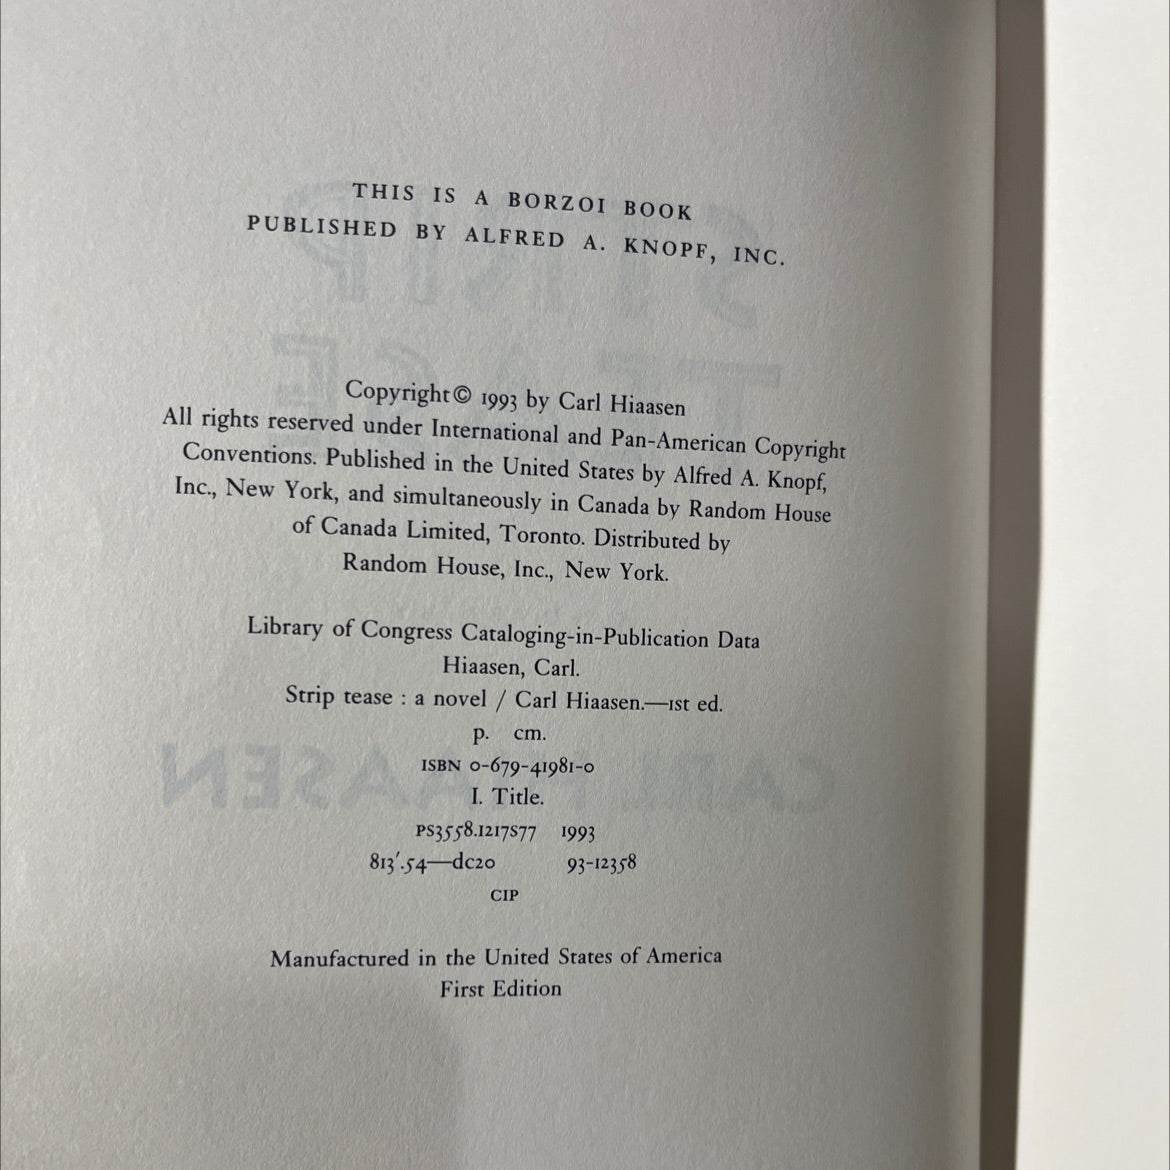 THIS IS A BORZOI BOOK
PUBLISHED BY ALFRED A. KNOPF, INC.
Copyright© 1993 by Carl Hiaasen
All rights reserved under International and Pan-American Copyright
Conventions. Published in the United States by Alfred A. Knopf,
Inc., New York, and simultaneously in Canada by Random House
of Canada Limited, Toronto. Distributed by
Random House, Inc., New York.
Library of Congress Cataloging-in-Publication Data
Hiaasen, Carl.
Strip tease : a novel / Carl Hiaasen.—1st ed.
p. cm.
ISBN 0-679-41981-0
I. Title.
PS3558.I217S77 1993
813′.54—dc20 93-12358
CIP
Manufactured in the United States of America
First Edition